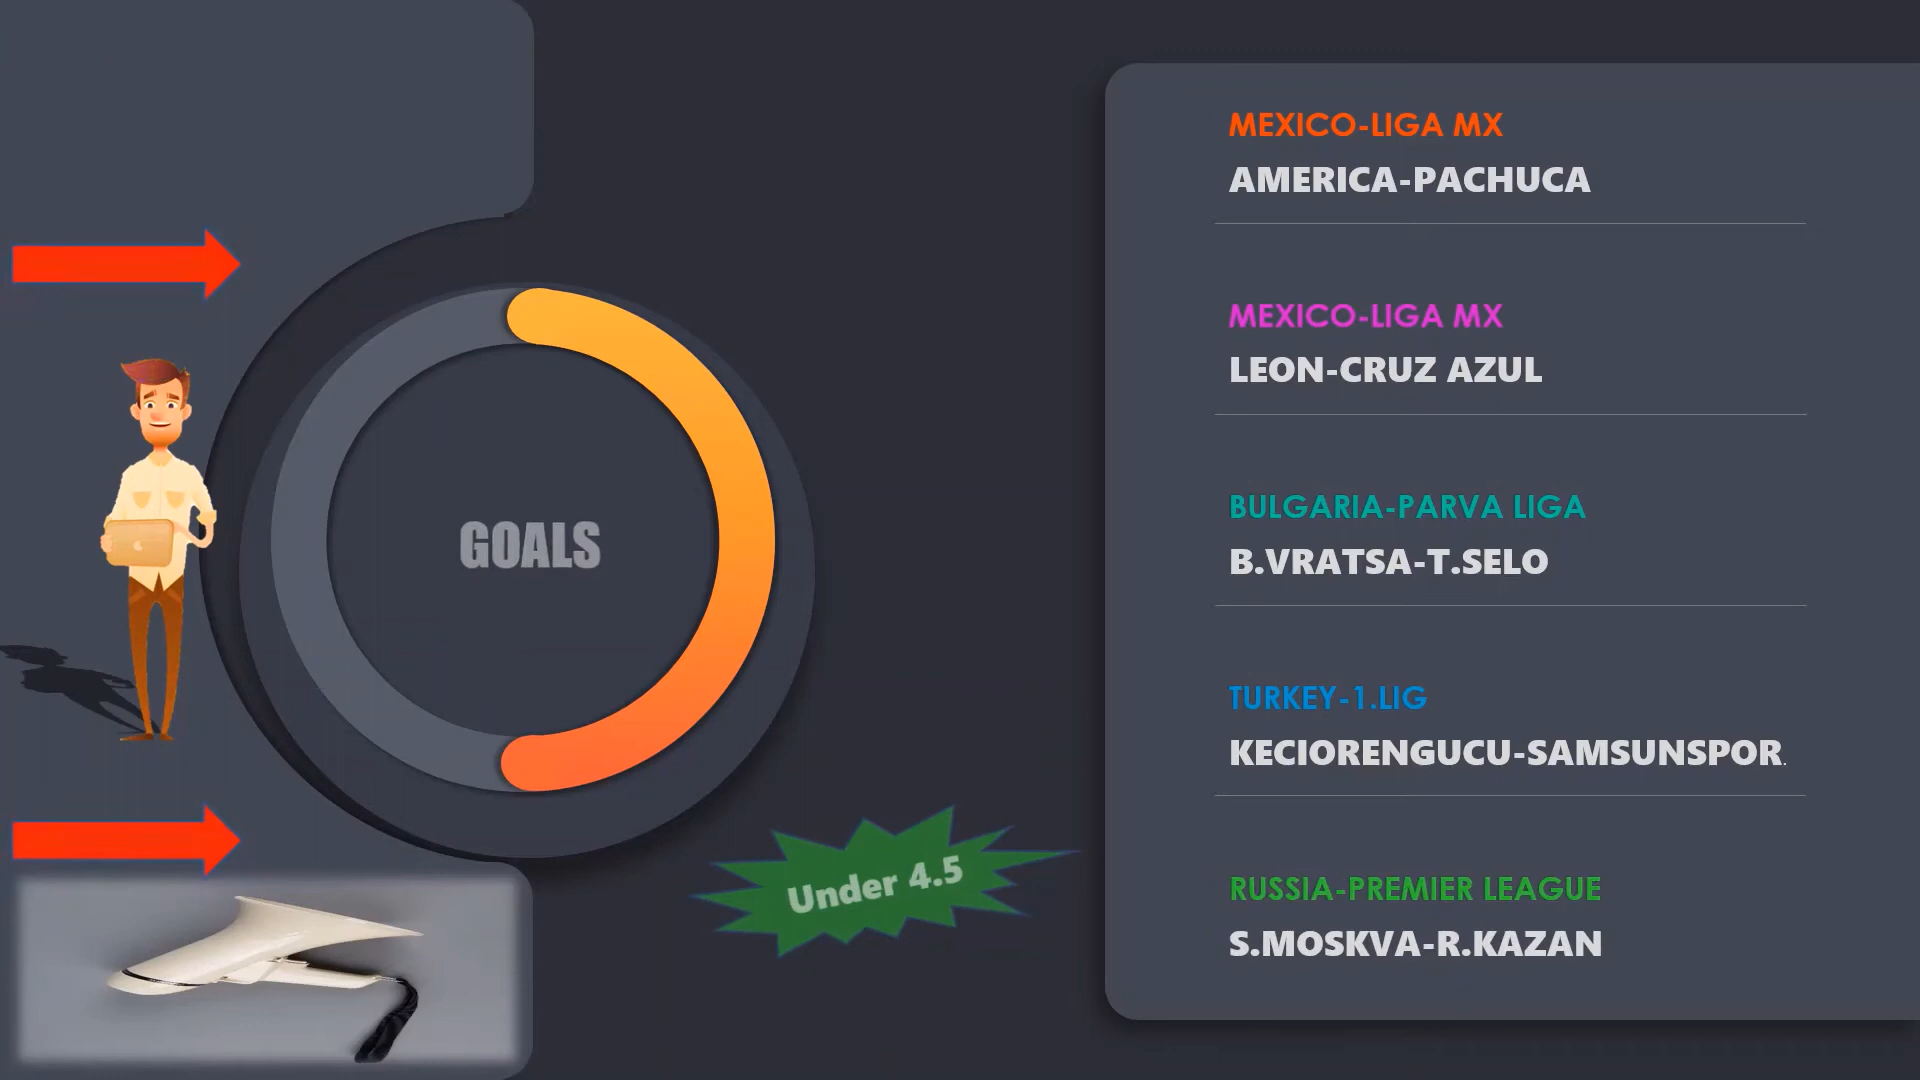 GOALS
Under 4.5
MEXICO-LIGA MX
AMERICA-PACHUCA
MEXICO-LIGA MX
LEON-CRUZ AZUL
BULGARIA-PARVA LIGA
B.VRATSA-T.SELO
TURKEY-1.LIG
KECIORENGUCU-SAMSUNSPOR.
RUSSIA-PREMIER LEAGUE
S.MOSKVA-R.KAZAN